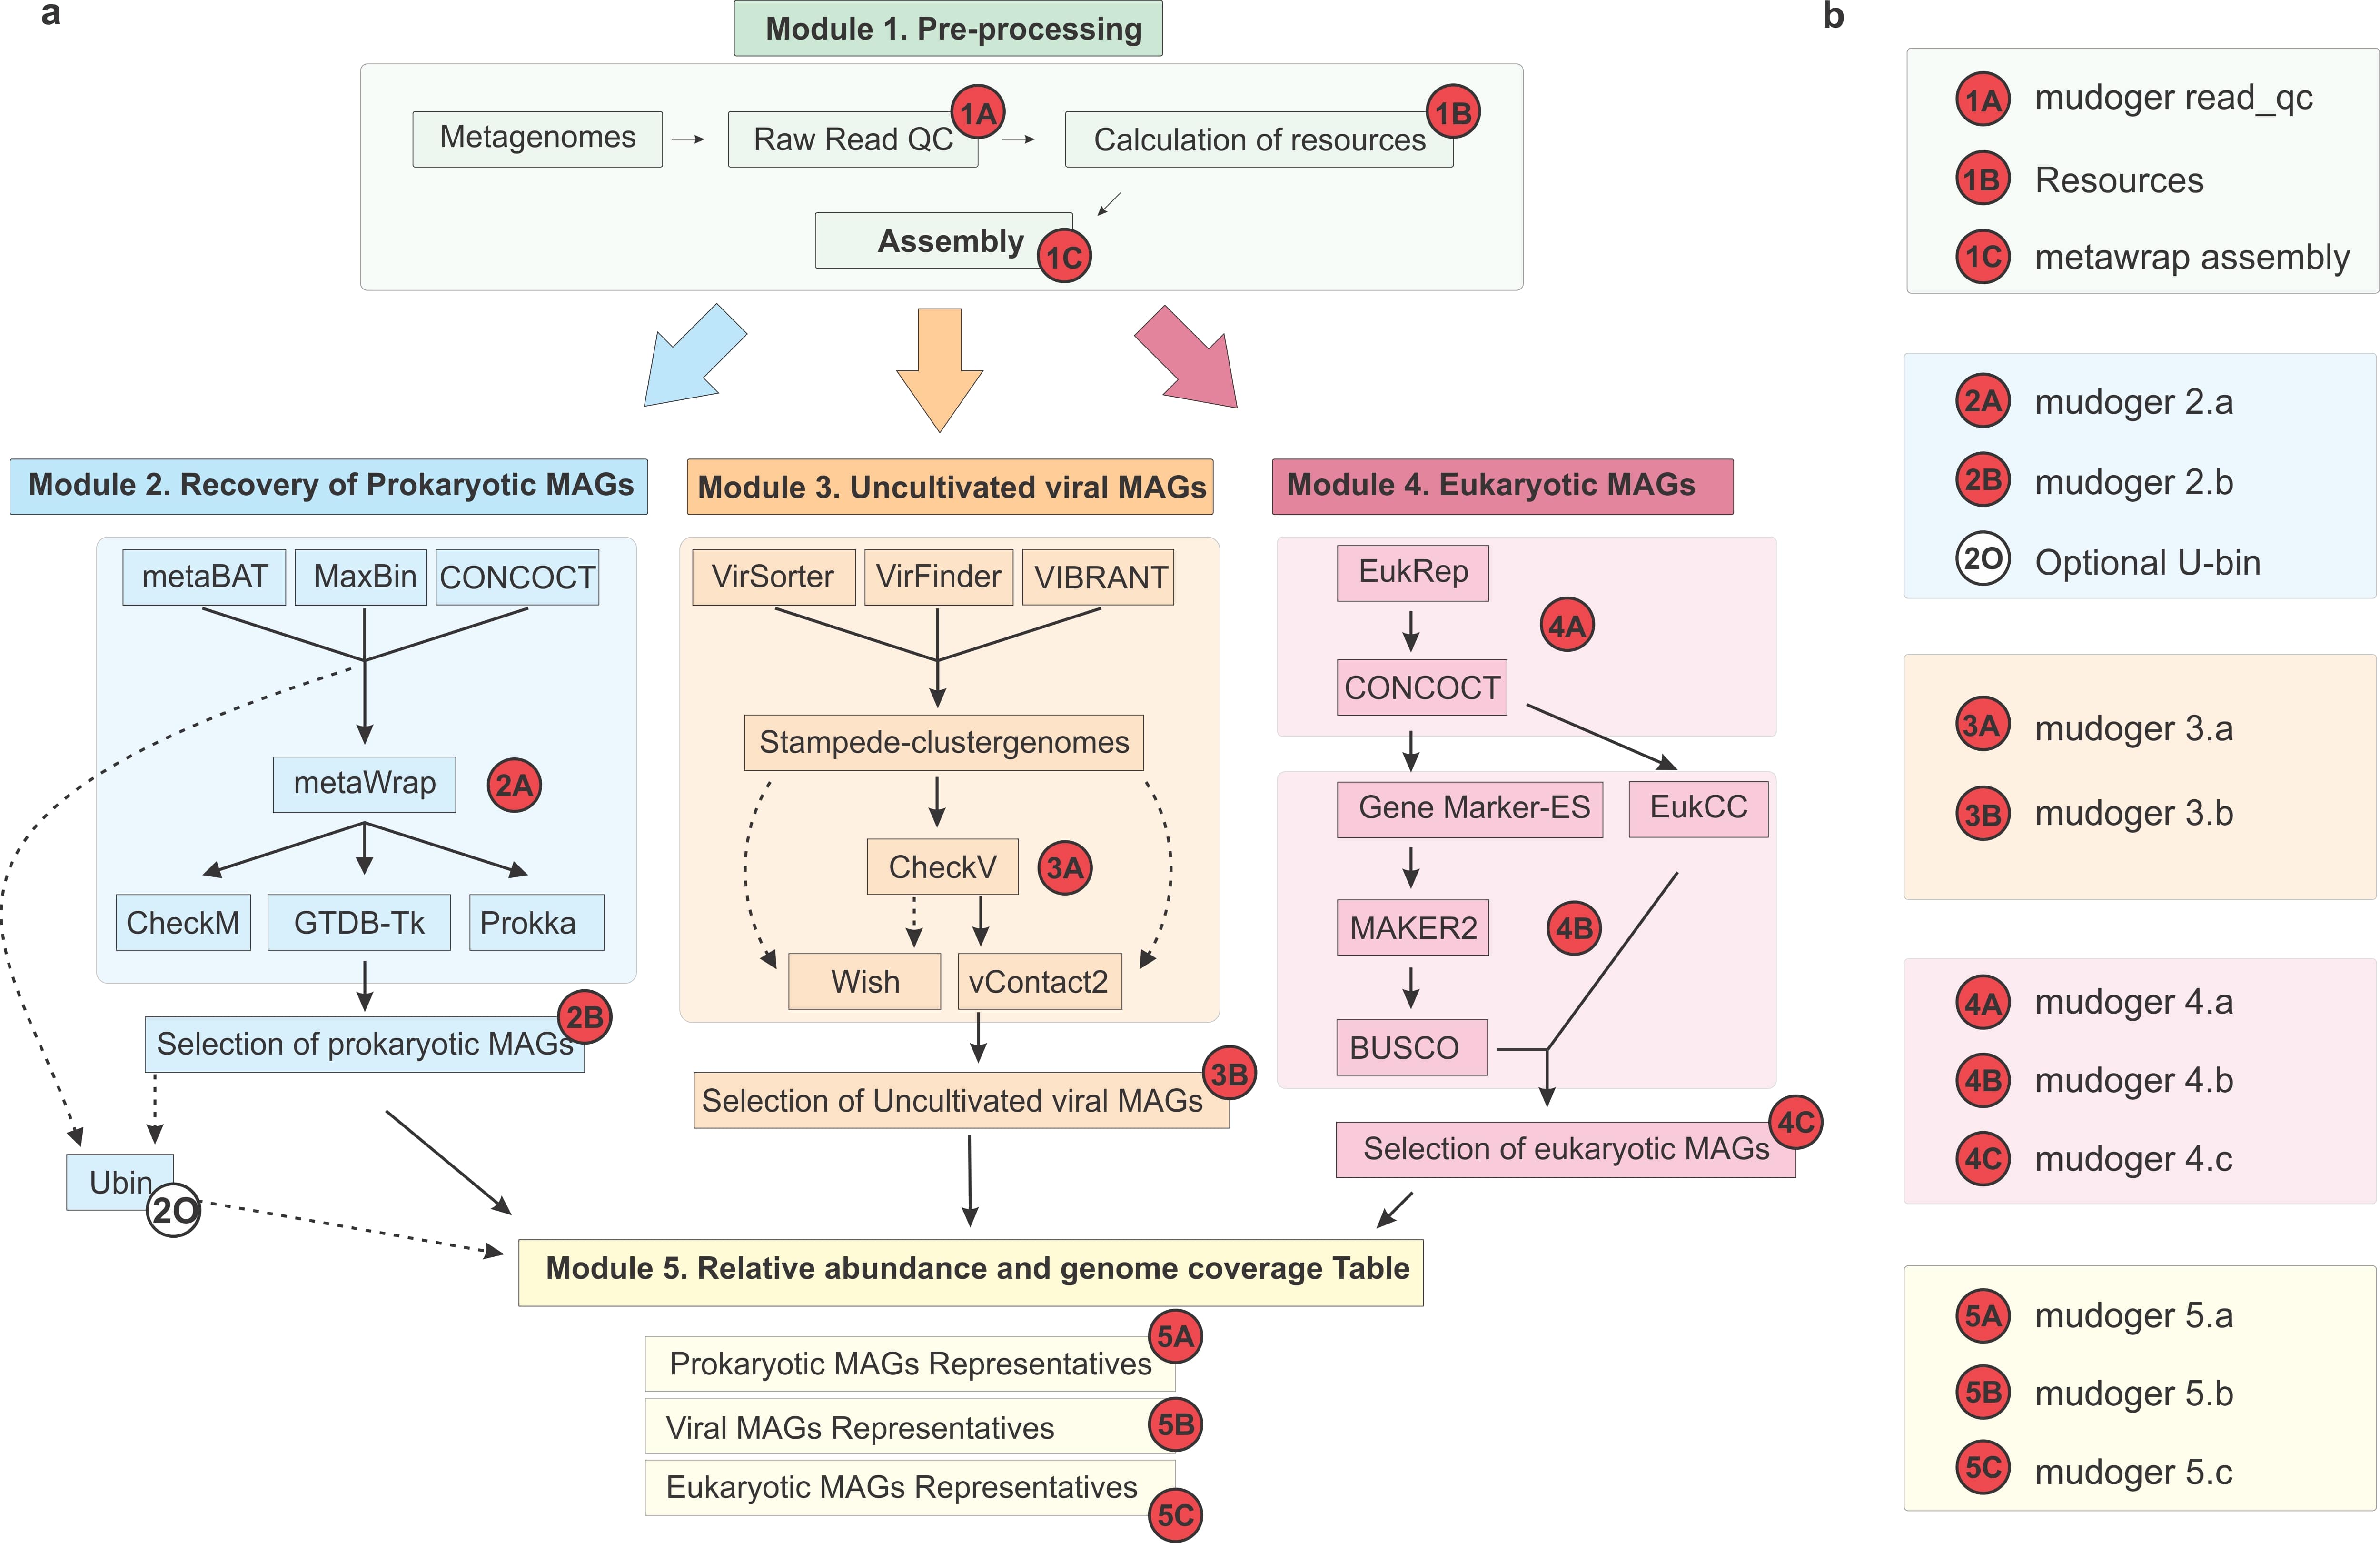 a
Module 1. Pre-processing
Metagenomes
Raw Read QC
1A
Calculation of resources
1B
Assembly
1C
Module 2. Recovery of Prokaryotic MAGs
metaBAT
MaxBin
CONCOCT
metaWrap
2A
CheckM
GTDB-Tk
Prokka
Selection of prokaryotic MAGs
2B
Ubin
2O
Module 3. Uncultivated viral MAGs
VirSorter
VirFinder
VIBRANT
Stampede-clustergenomes
CheckV
3A
Wish
vContact2
Selection of Uncultivated viral MAGs
3B
Module 4. Eukaryotic MAGs
EukRep
4A
CONCOCT
Gene Marker-ES
EukCC
MAKER2
4B
BUSCO
Selection of eukaryotic MAGs
4C
Module 5. Relative abundance and genome coverage Table
Prokaryotic MAGs Representatives
5A
Viral MAGs Representatives
5B
Eukaryotic MAGs Representatives
5C
b
1A mudoger read_qc
1B Resources
1C metawrap assembly
2A mudoger 2.a
2B mudoger 2.b
2O Optional U-bin
3A mudoger 3.a
3B mudoger 3.b
4A mudoger 4.a
4B mudoger 4.b
4C mudoger 4.c
5A mudoger 5.a
5B mudoger 5.b
5C mudoger 5.c